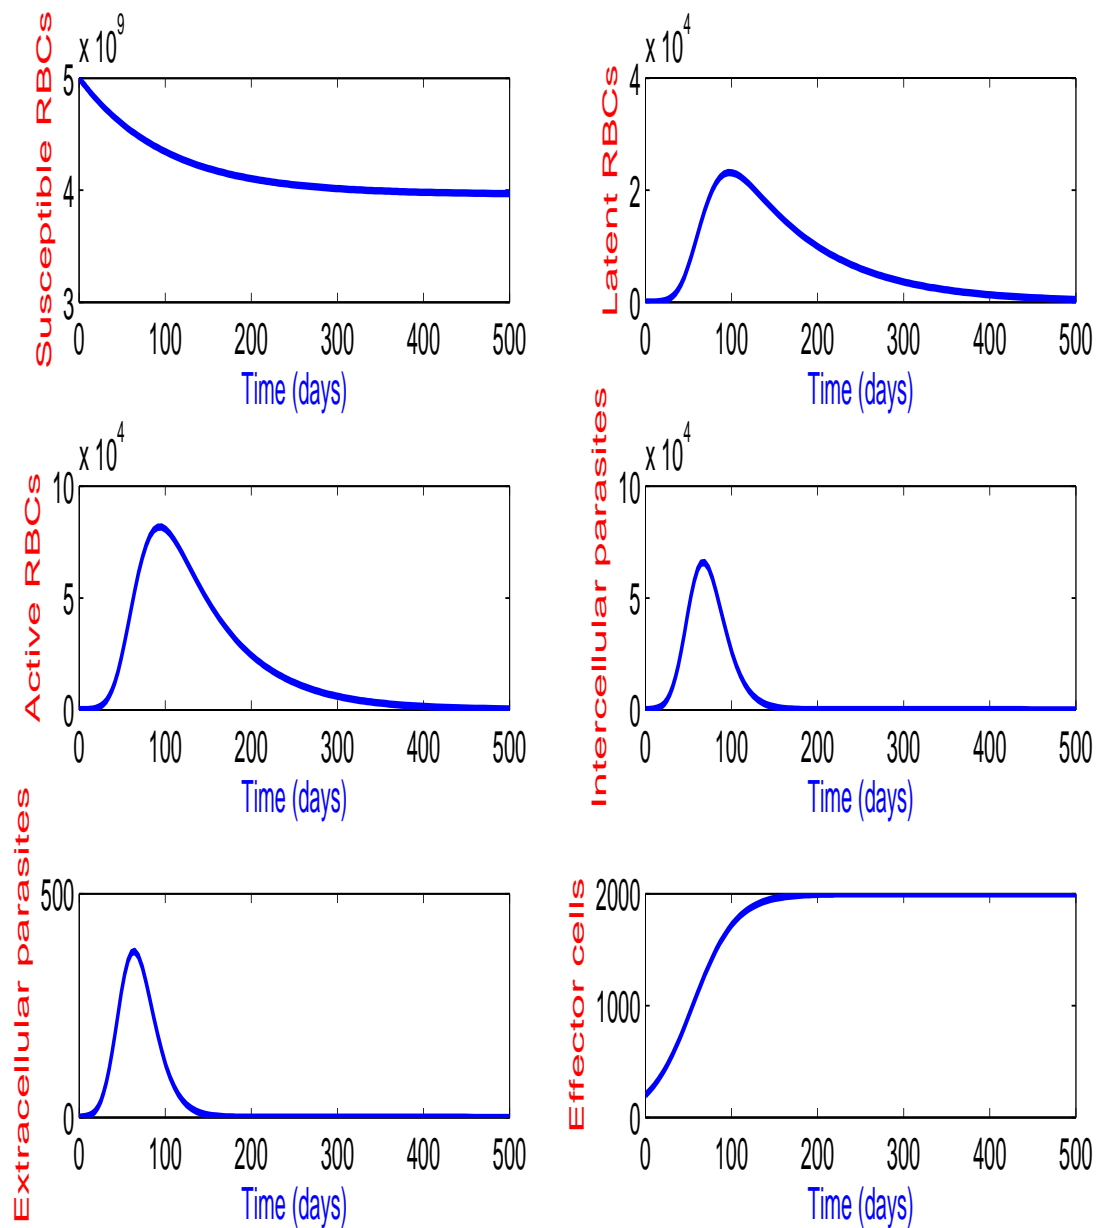 x 10^9
Susceptible RBCs
5
4
3
0 100 200 300 400 500
Time (days)
x 10^4
Latent RBCs
4
2
0
0 100 200 300 400 500
Time (days)
x 10^4
Active RBCs
10
5
0
0 100 200 300 400 500
Time (days)
x 10^4
Intercellular parasites
10
5
0
0 100 200 300 400 500
Time (days)
Extracellular parasites
500
0
0 100 200 300 400 500
Time (days)
Effector cells
2000
1000
0
0 100 200 300 400 500
Time (days)